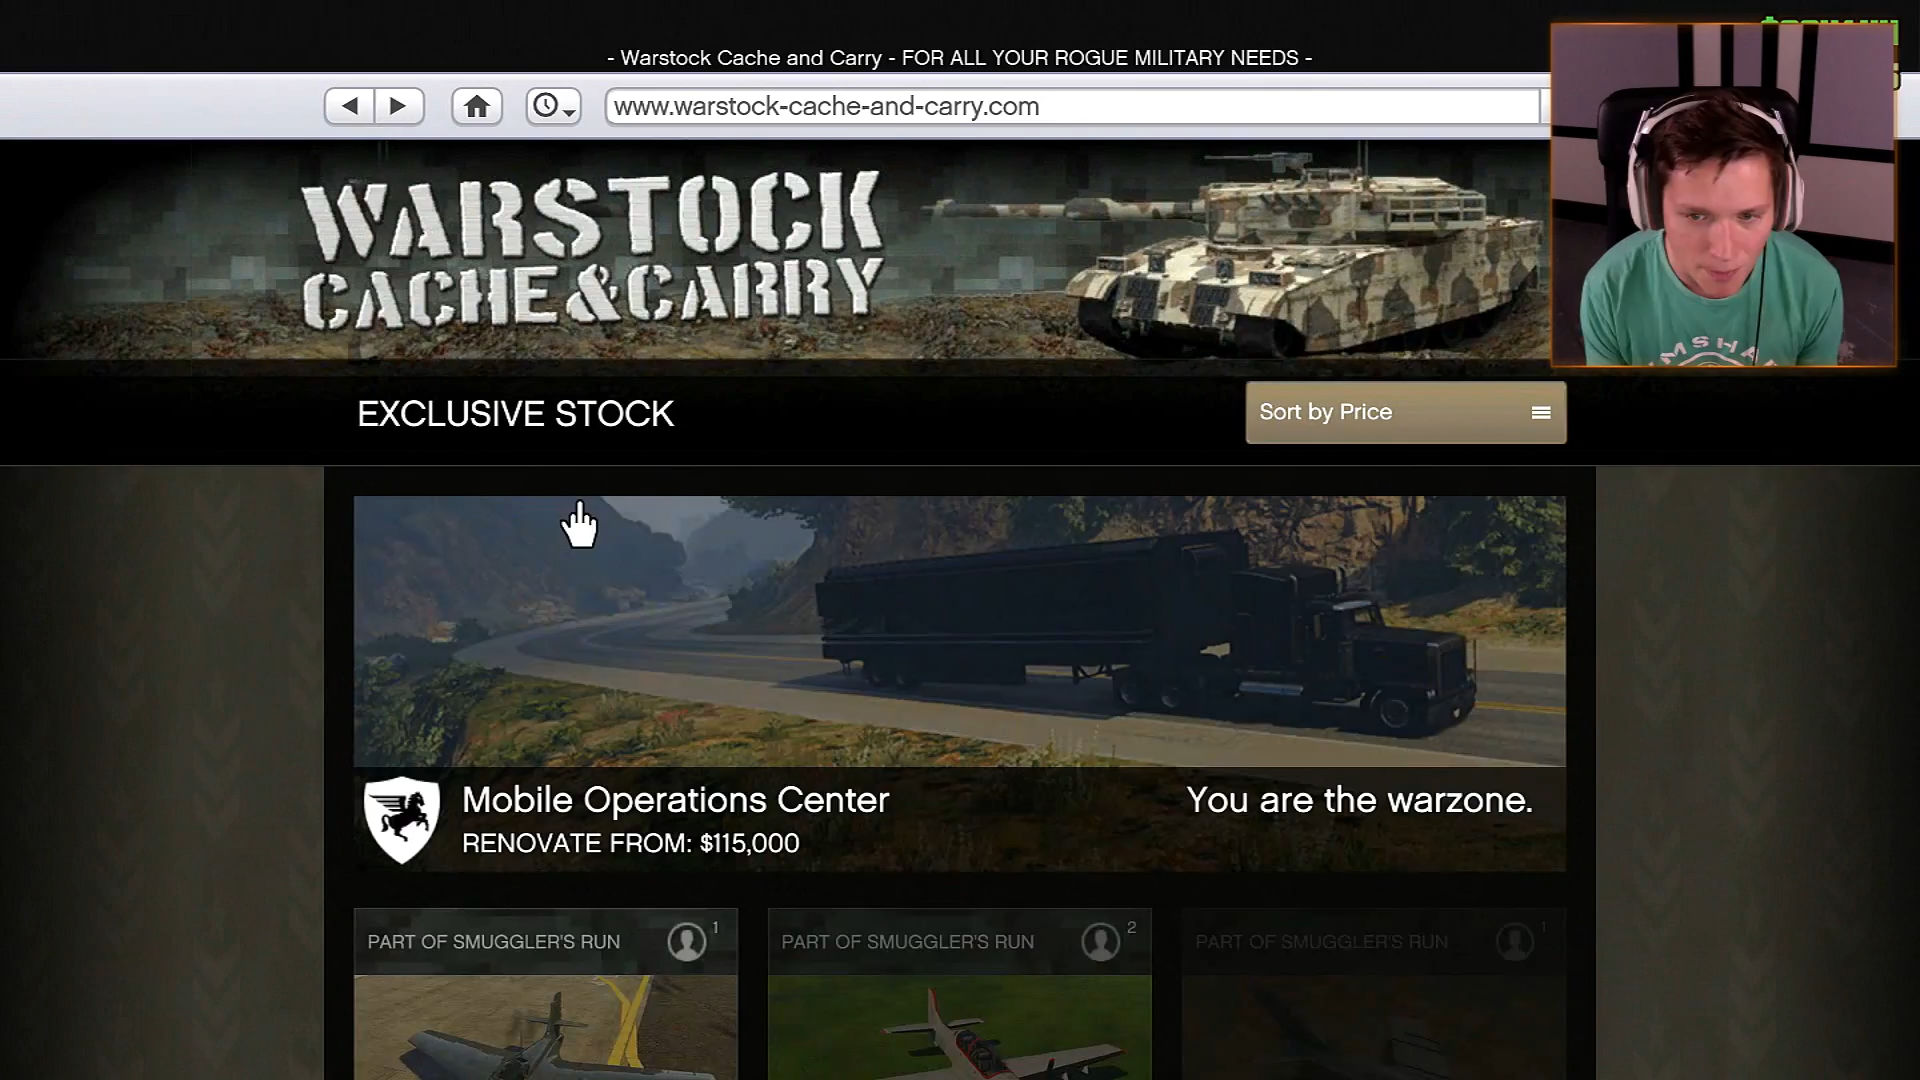 - Warstock Cache and Carry - FOR ALL YOUR ROGUE MILITARY NEEDS -
www.warstock-cache-and-carry.com
WARSTOCK
CACHE&CARRY
EXCLUSIVE STOCK
Sort by Price
Mobile Operations Center
You are the warzone.
RENOVATE FROM: $115,000
PART OF SMUGGLER'S RUN 1
PART OF SMUGGLER'S RUN 2
PART OF SMUGGLER'S RUN 1